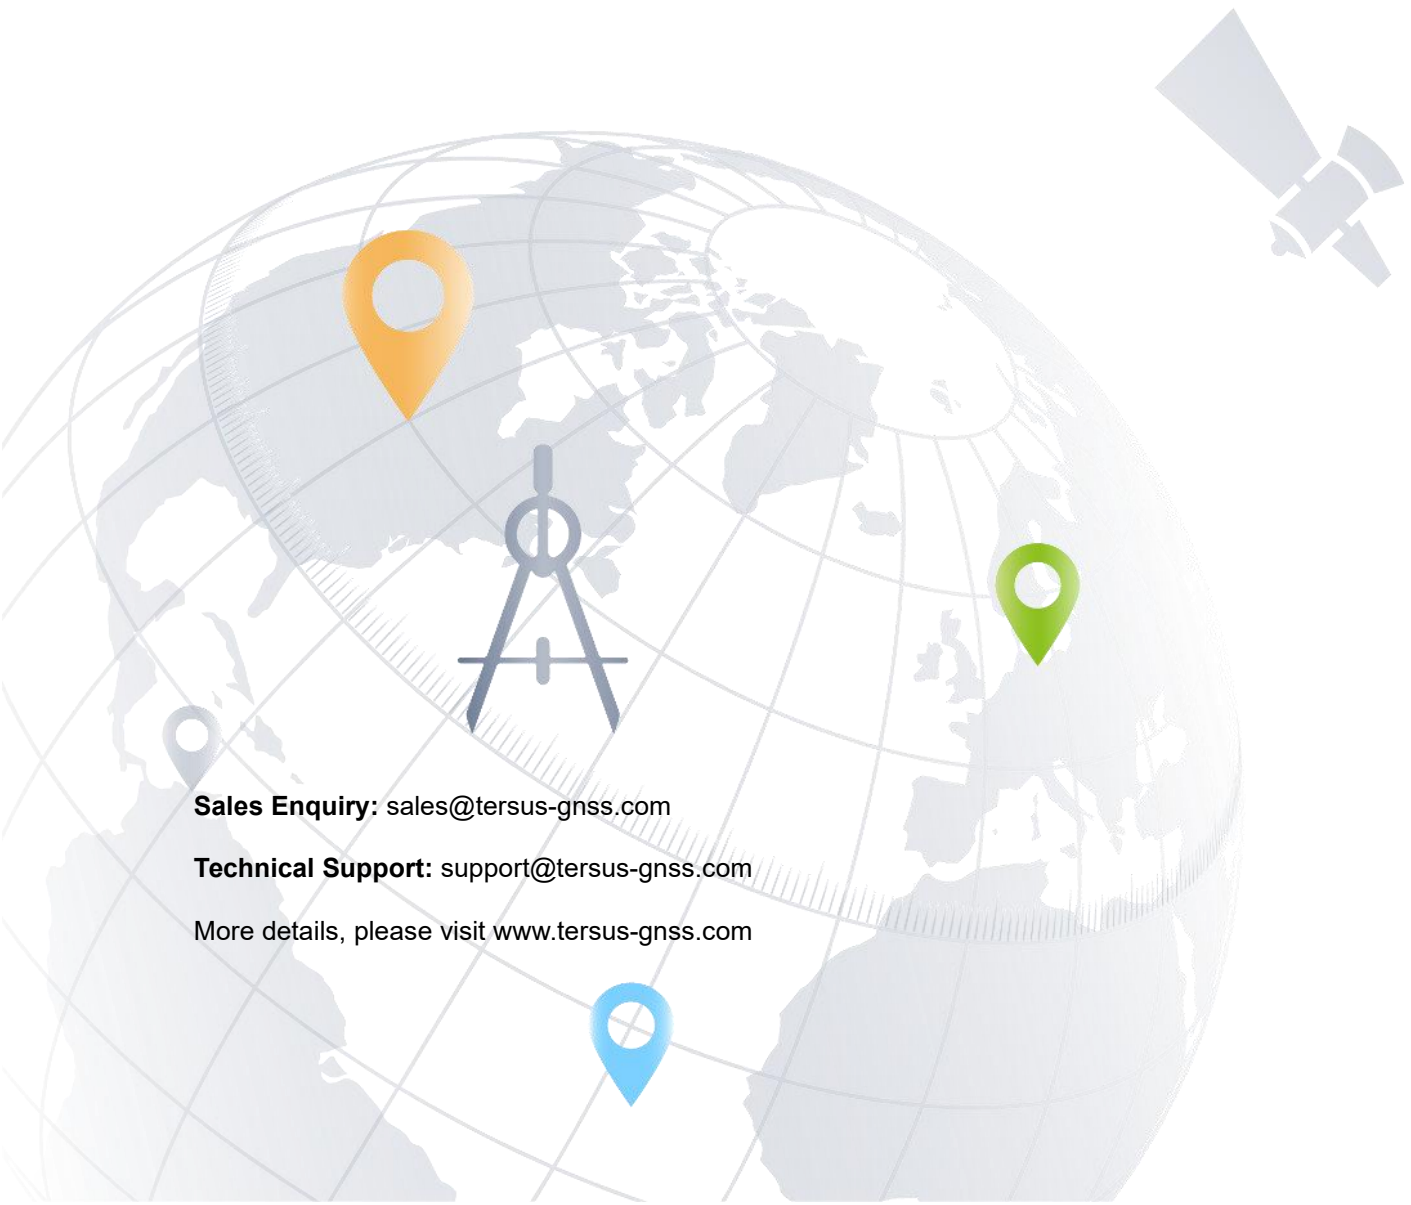 Sales Enquiry: sales@tersus-gnss.com
Technical Support: support@tersus-gnss.com
More details, please visit www.tersus-gnss.com